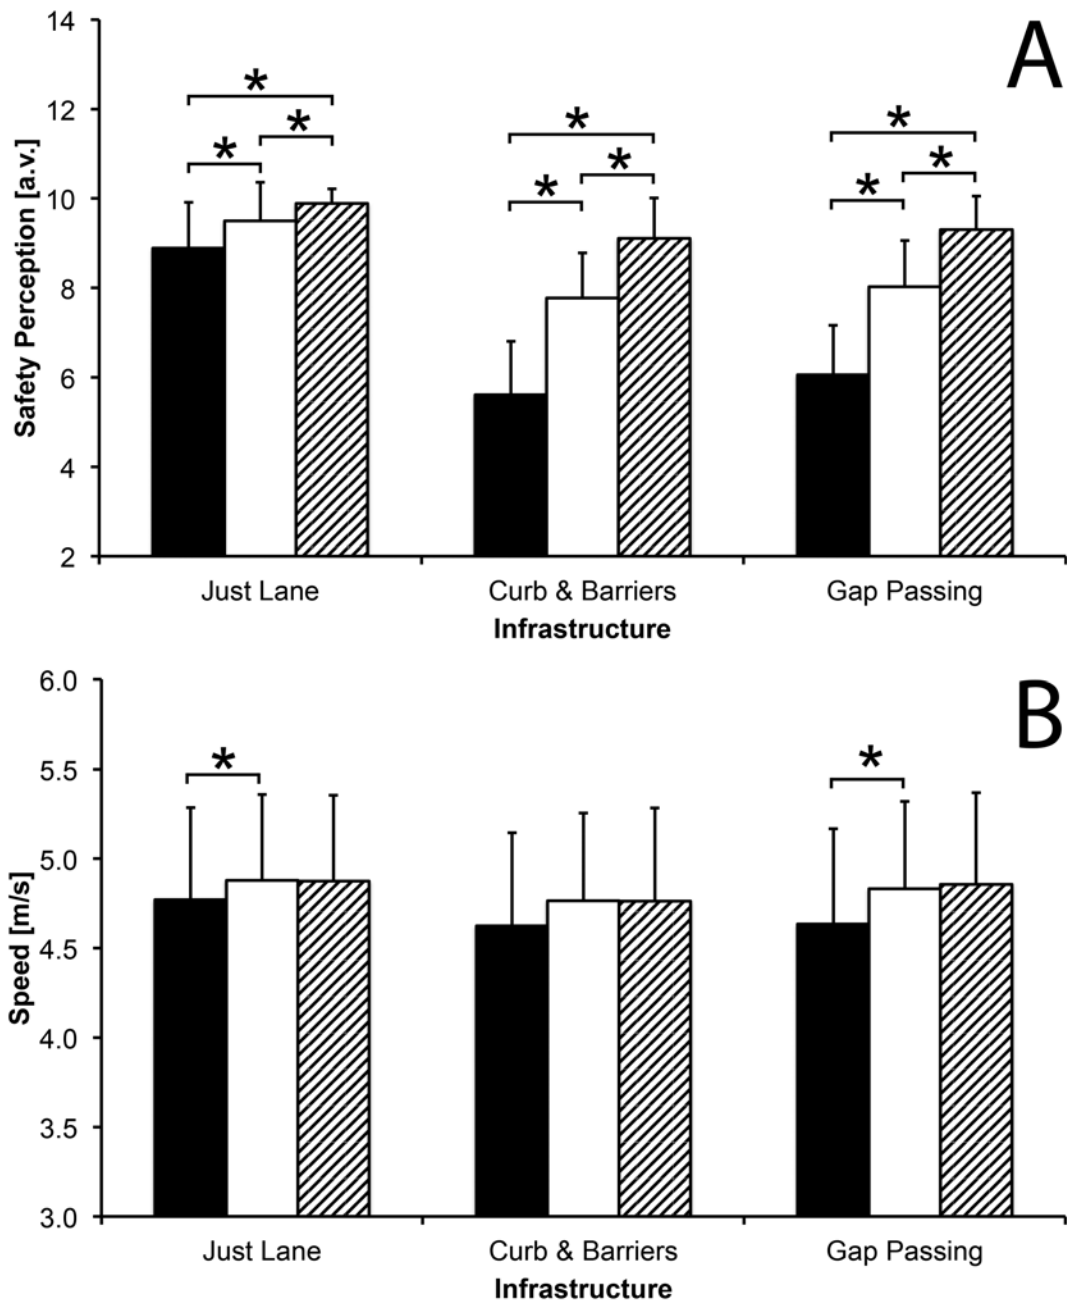 A
14
12
10
8
6
4
2
Safety Perception [a.v.]
*
*
*
*
*
*
*
*
*
Just Lane
Curb & Barriers
Gap Passing
Infrastructure
B
6.0
5.5
5.0
4.5
4.0
3.5
3.0
Speed [m/s]
*
*
Just Lane
Curb & Barriers
Gap Passing
Infrastructure